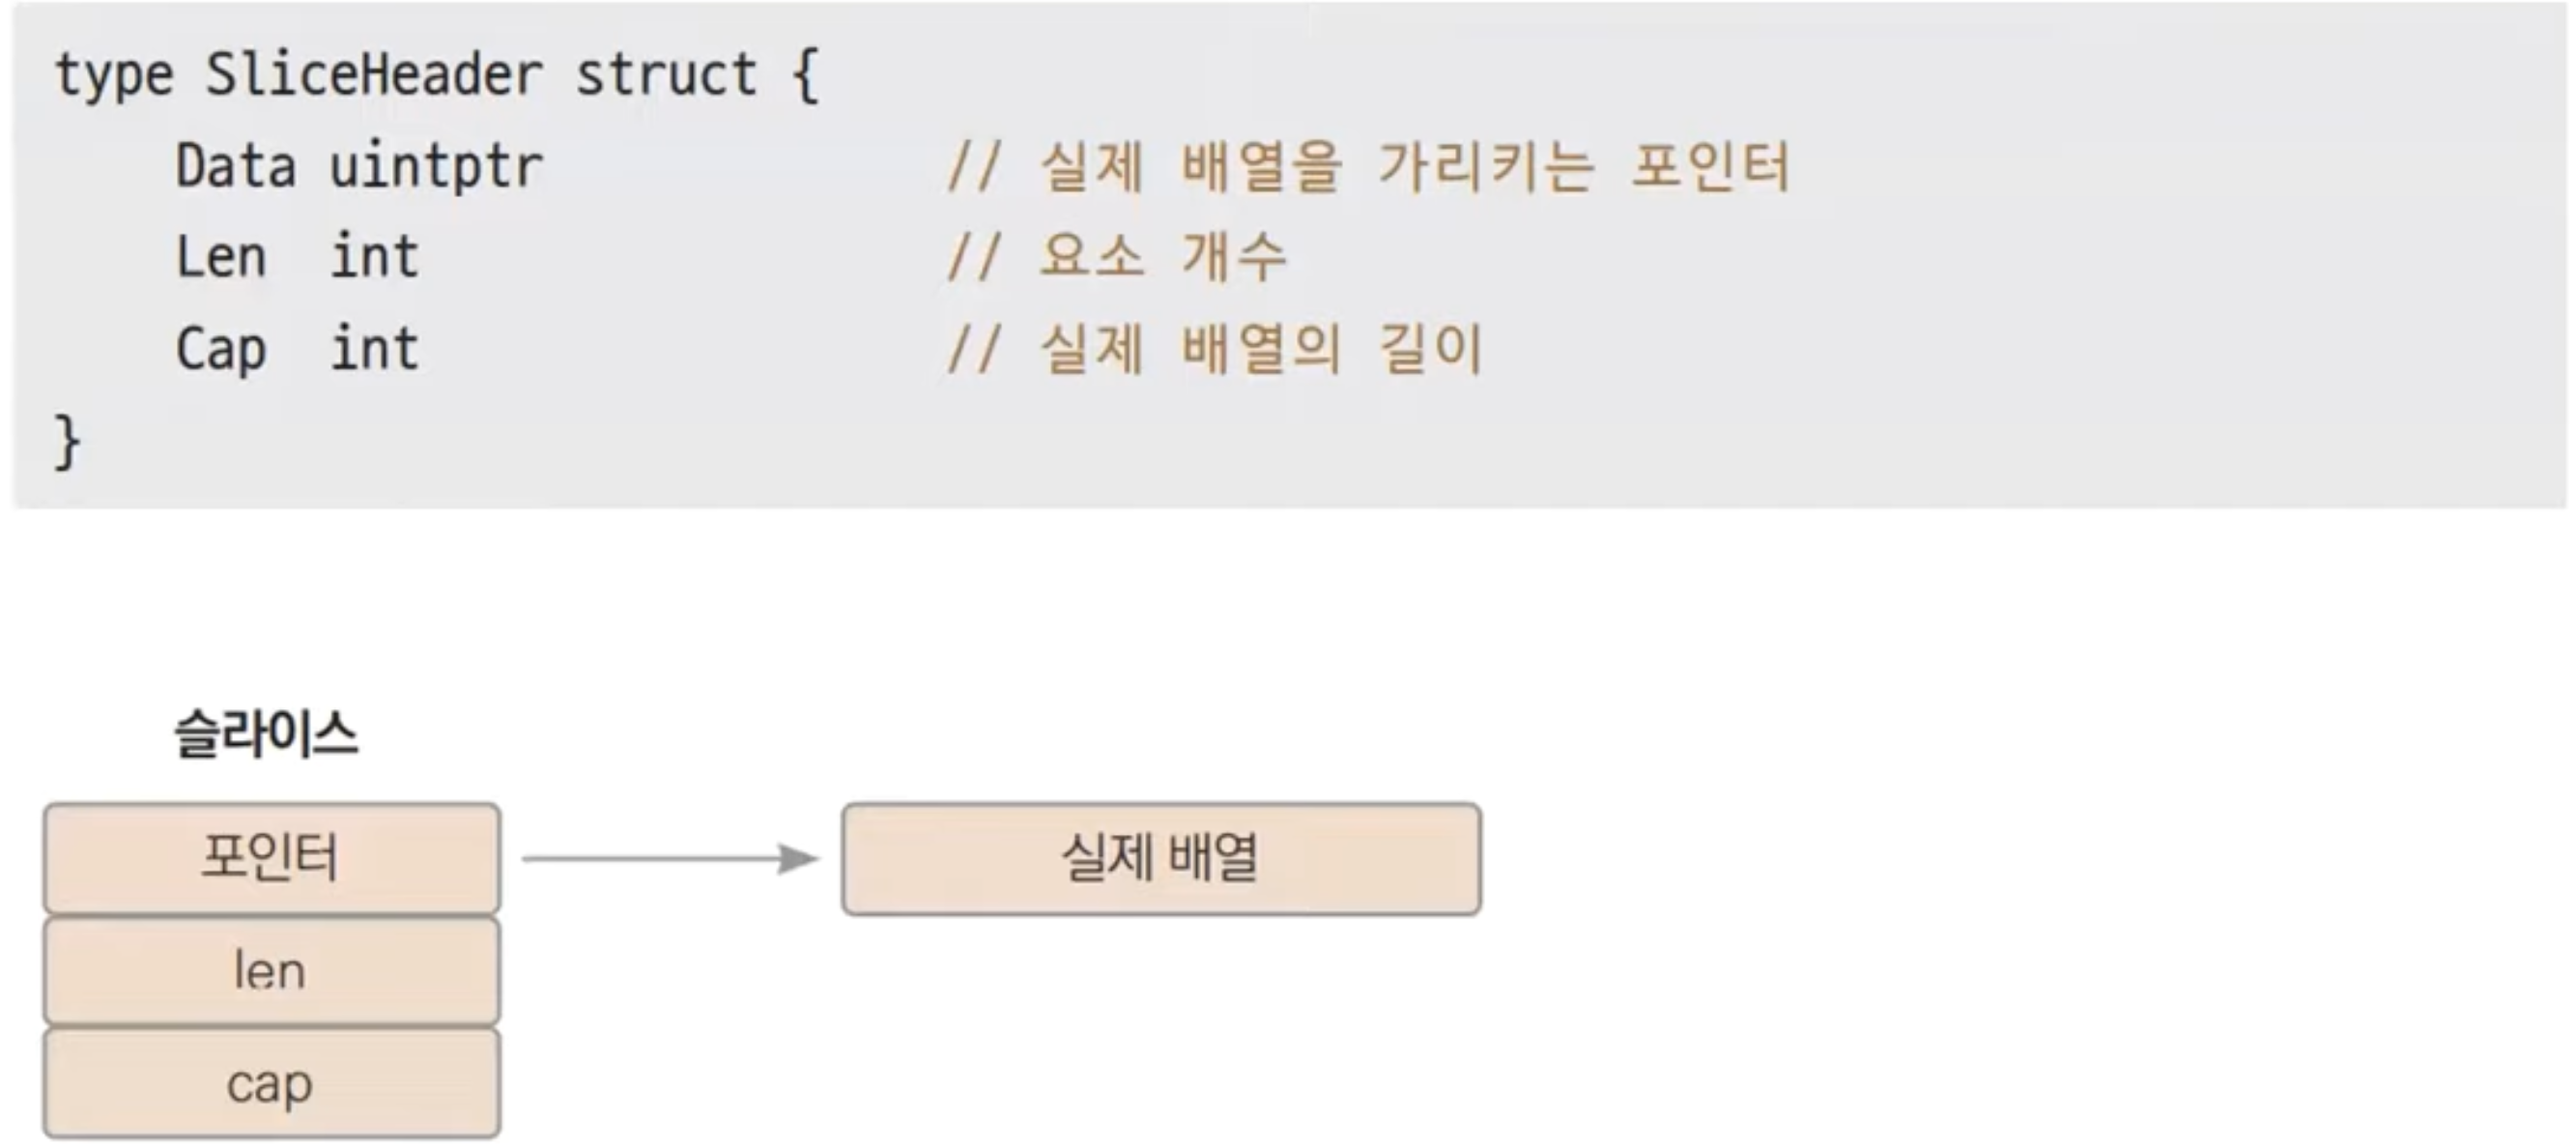 type SliceHeader struct {
Data uintptr // 실제 배열을 가리키는 포인터
Len int // 요소 개수
Cap int // 실제 배열의 길이
}
슬라이스
포인터
실제 배열
len
cap